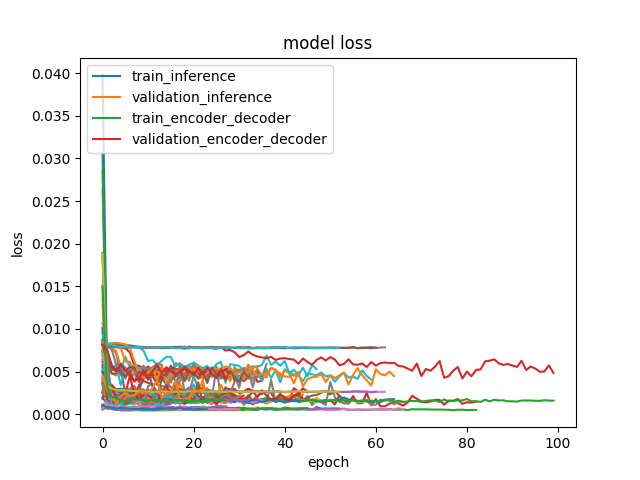 model loss
train_inference
validation_inference
train_encoder_decoder
validation_encoder_decoder
loss
0.040
0.035
0.030
0.025
0.020
0.015
0.010
0.005
0.000
0 20 40 60 80 100
epoch